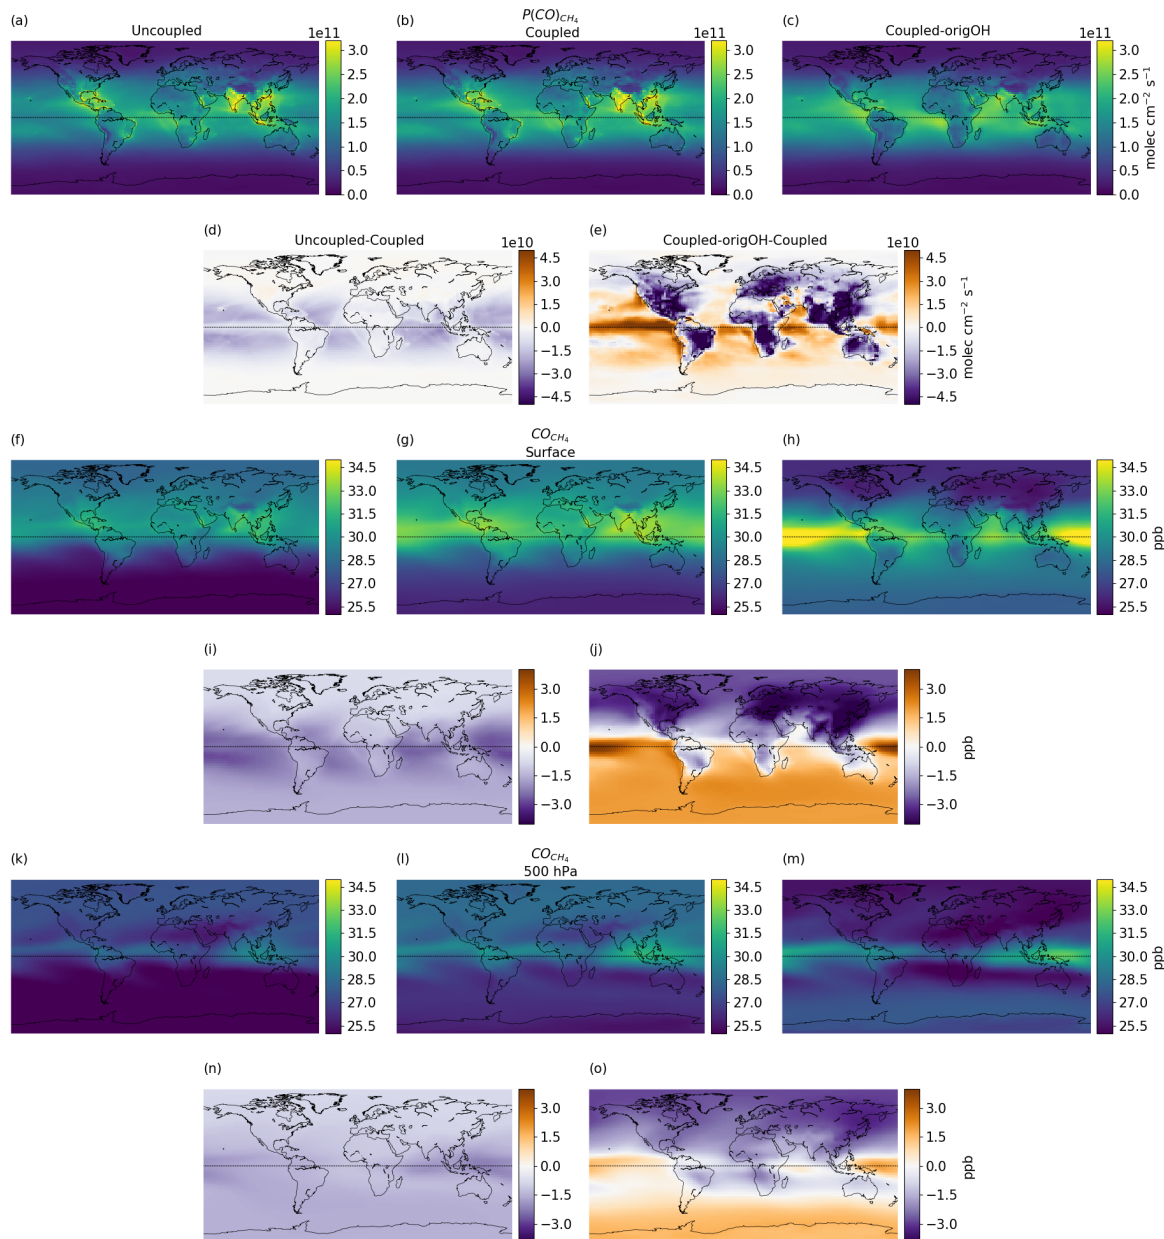 (a)
Uncoupled
1e11
3.0
2.5
2.0
1.5
1.0
0.5
0.0
(b)
P(CO)CH4
Coupled
1e11
3.0
2.5
2.0
1.5
1.0
0.5
0.0
(c)
Coupled-origOH
1e11
3.0
2.5
2.0
1.5
1.0
0.5
0.0
molec cm−2 s−1
(d)
Uncoupled-Coupled
1e10
4.5
3.0
1.5
0.0
−1.5
−3.0
−4.5
(e)
Coupled-origOH-Coupled
1e10
4.5
3.0
1.5
0.0
−1.5
−3.0
−4.5
molec cm−2 s−1
(f)
34.5
33.0
31.5
30.0
28.5
27.0
25.5
(g)
COCH4
Surface
34.5
33.0
31.5
30.0
28.5
27.0
25.5
(h)
34.5
33.0
31.5
30.0
28.5
27.0
25.5
ppb
(i)
3.0
1.5
0.0
−1.5
−3.0
(j)
3.0
1.5
0.0
−1.5
−3.0
ppb
(k)
34.5
33.0
31.5
30.0
28.5
27.0
25.5
(l)
COCH4
500 hPa
34.5
33.0
31.5
30.0
28.5
27.0
25.5
(m)
34.5
33.0
31.5
30.0
28.5
27.0
25.5
ppb
(n)
3.0
1.5
0.0
−1.5
−3.0
(o)
3.0
1.5
0.0
−1.5
−3.0
ppb